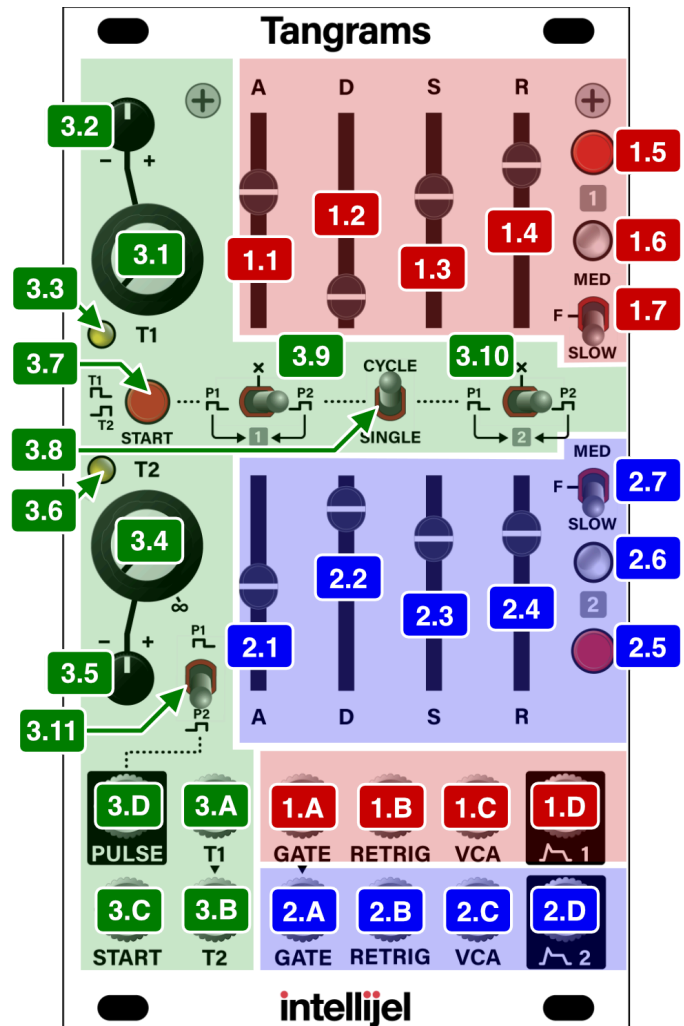 Tangrams
A D S R
3.2
- +
1.5
1
1.2
1.4
1.6
3.1
1.1
1.3
MED
3.3
1.7
F
T1
SLOW
3.7
3.9
3.10
X
CYCLE
X
T1
P1
P2
P1
P2
T2
START
1
SINGLE
2
3.8
MED
T2
3.6
2.7
F
SLOW
3.4
2.6
2.2
2.3
2.4
∞
2
P1
- +
2.1
2.5
3.5
3.11
P2
A D S R
3.D
3.A
1.A
1.B
1.C
1.D
PULSE
T1
GATE
RETRIG
VCA
1
3.C
3.B
2.A
2.B
2.C
2.D
START
T2
GATE
RETRIG
VCA
2
intellijel